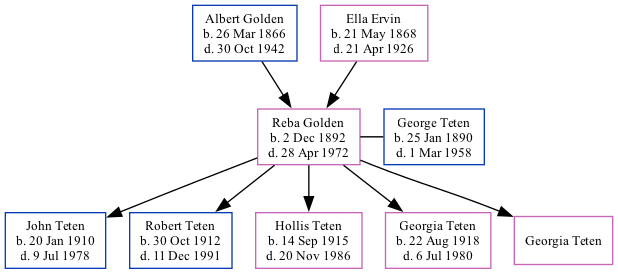 Albert Golden
b. 26 Mar 1866
d. 30 Oct 1942
Ella Ervin
b. 21 May 1868
d. 21 Apr 1926
Reba Golden
b. 2 Dec 1892
d. 28 Apr 1972
George Teten
b. 25 Jan 1890
d. 1 Mar 1958
John Teten
b. 20 Jan 1910
d. 9 Jul 1978
Robert Teten
b. 30 Oct 1912
d. 11 Dec 1991
Hollis Teten
b. 14 Sep 1915
d. 20 Nov 1986
Georgia Teten
b. 22 Aug 1918
d. 6 Jul 1980
Georgia Teten